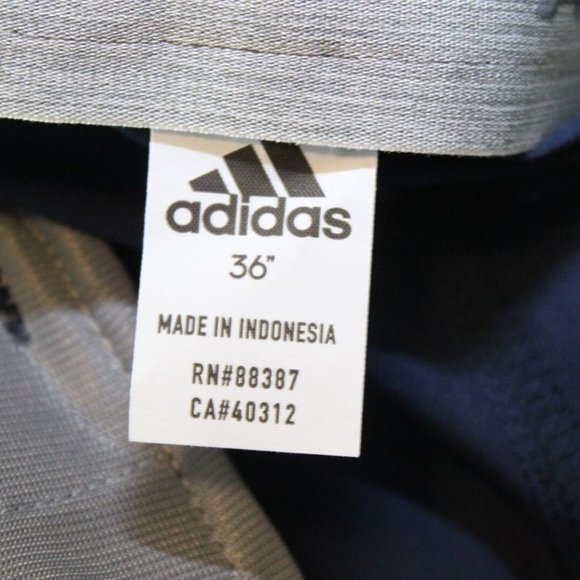 adidas
36"
MADE IN INDONESIA
RN#88387
CA#40312